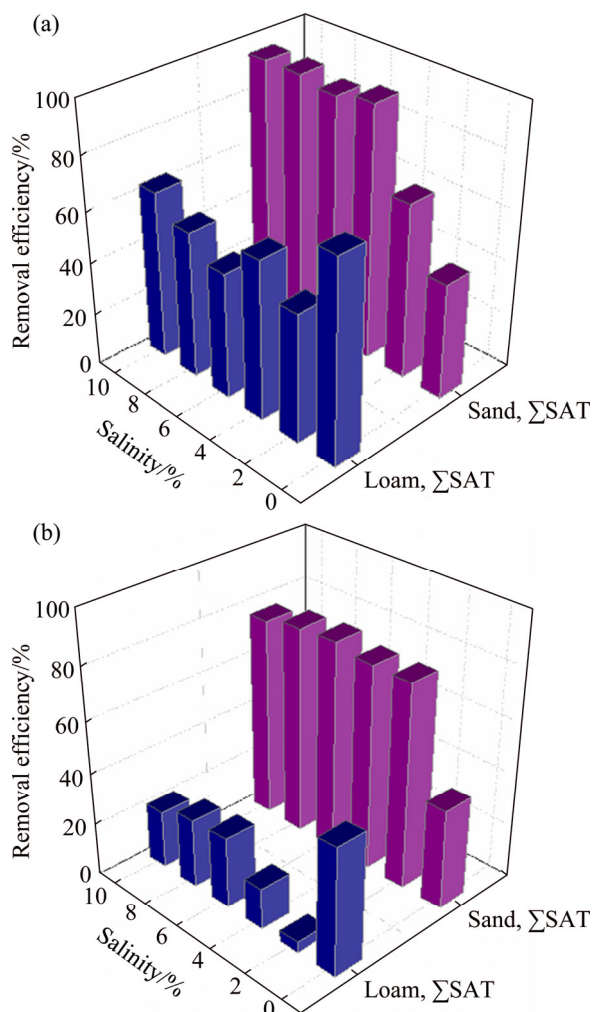 (a)
100
80
60
40
20
0
Removal efficiency/%
10
8
6
4
2
0
Salinity/%
Sand, ∑SAT
Loam, ∑SAT
(b)
100
80
60
40
20
0
Removal efficiency/%
10
8
6
4
2
0
Salinity/%
Sand, ∑SAT
Loam, ∑SAT